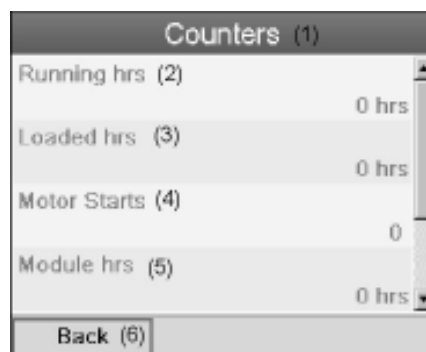 Counters (1)
Running hrs (2)
0 hrs
Loaded hrs (3)
0 hrs
Motor Starts (4)
0
Module hrs (5)
0 hrs
Back (6)